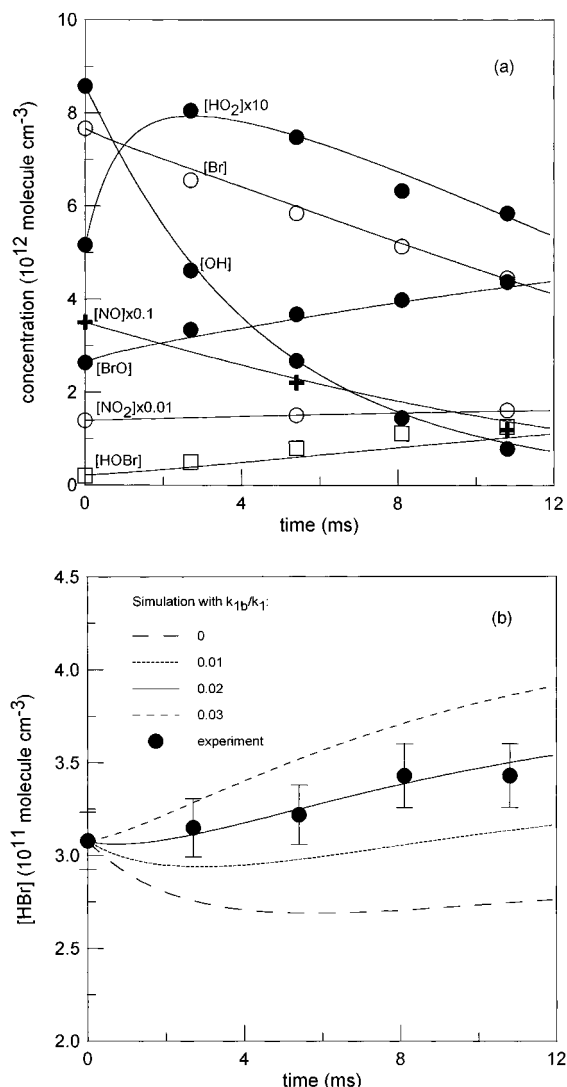 (a)
10
8
6
4
2
0
concentration (10¹² molecule cm⁻³)
[HO₂]x10
[Br]
[OH]
[NO]x0.1
[BrO]
[NO₂]x0.01
[HOBr]
0 4 8 12
time (ms)
(b)
4.5
4.0
3.5
3.0
2.5
2.0
[HBr] (10¹¹ molecule cm⁻³)
Simulation with k₁b/k₁:
0
0.01
0.02
0.03
experiment
0 2 4 6 8 10 12
time (ms)